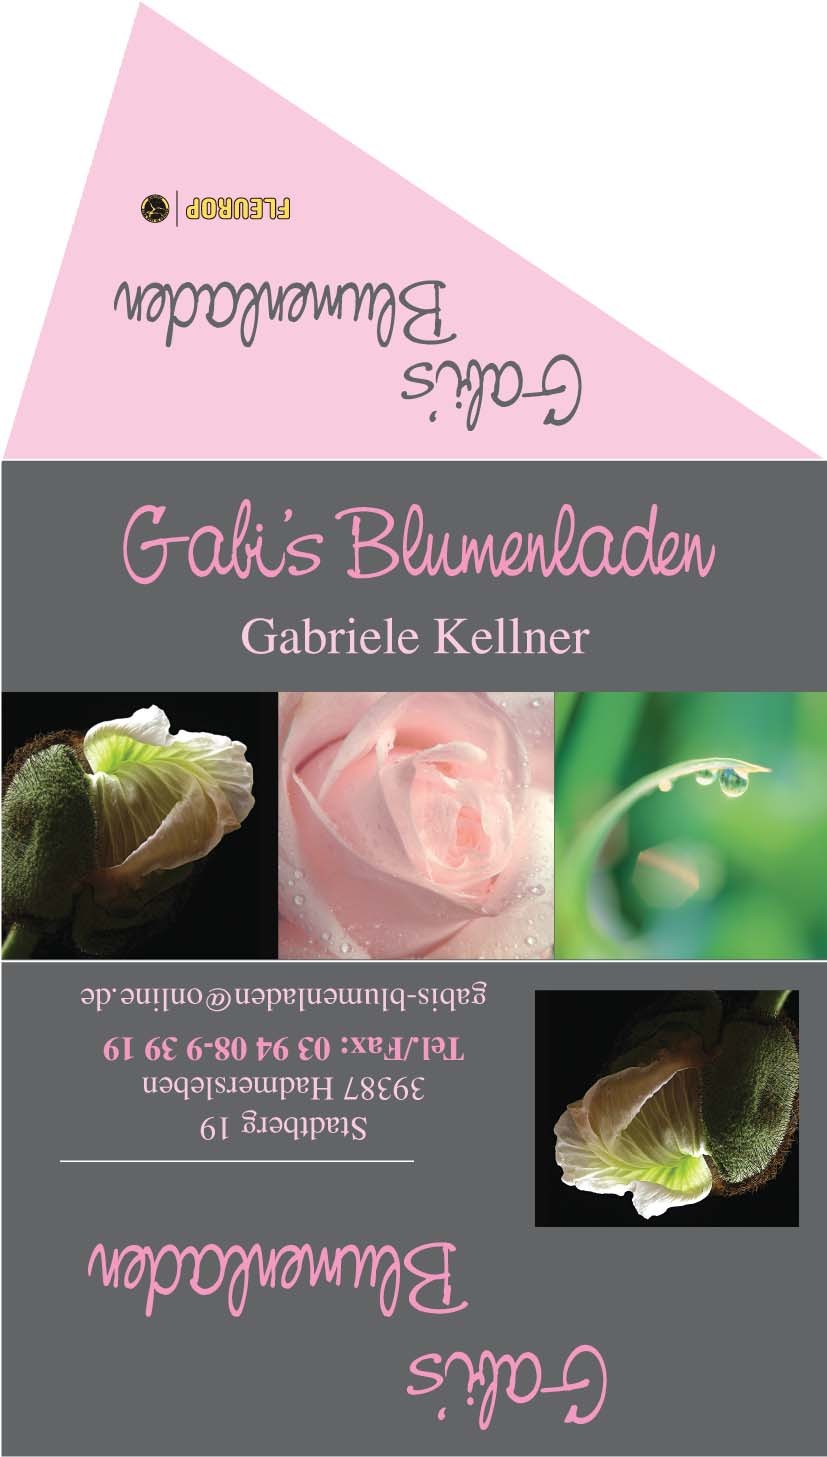 FLEUROP
Gabi's
Blumenladen
Gabi's Blumenladen
Gabriele Kellner
Gabi's
Blumenladen
Stadtberg 19
39387 Hadmersleben
Tel./Fax: 03 94 08-9 39 19
gabis-blumenladen@online.de